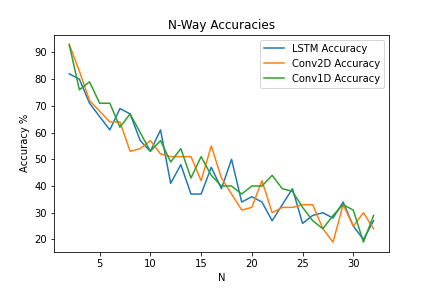 N-Way Accuracies
LSTM Accuracy
Conv2D Accuracy
Conv1D Accuracy
Accuracy %
90
80
70
60
50
40
30
20
5 10 15 20 25 30
N